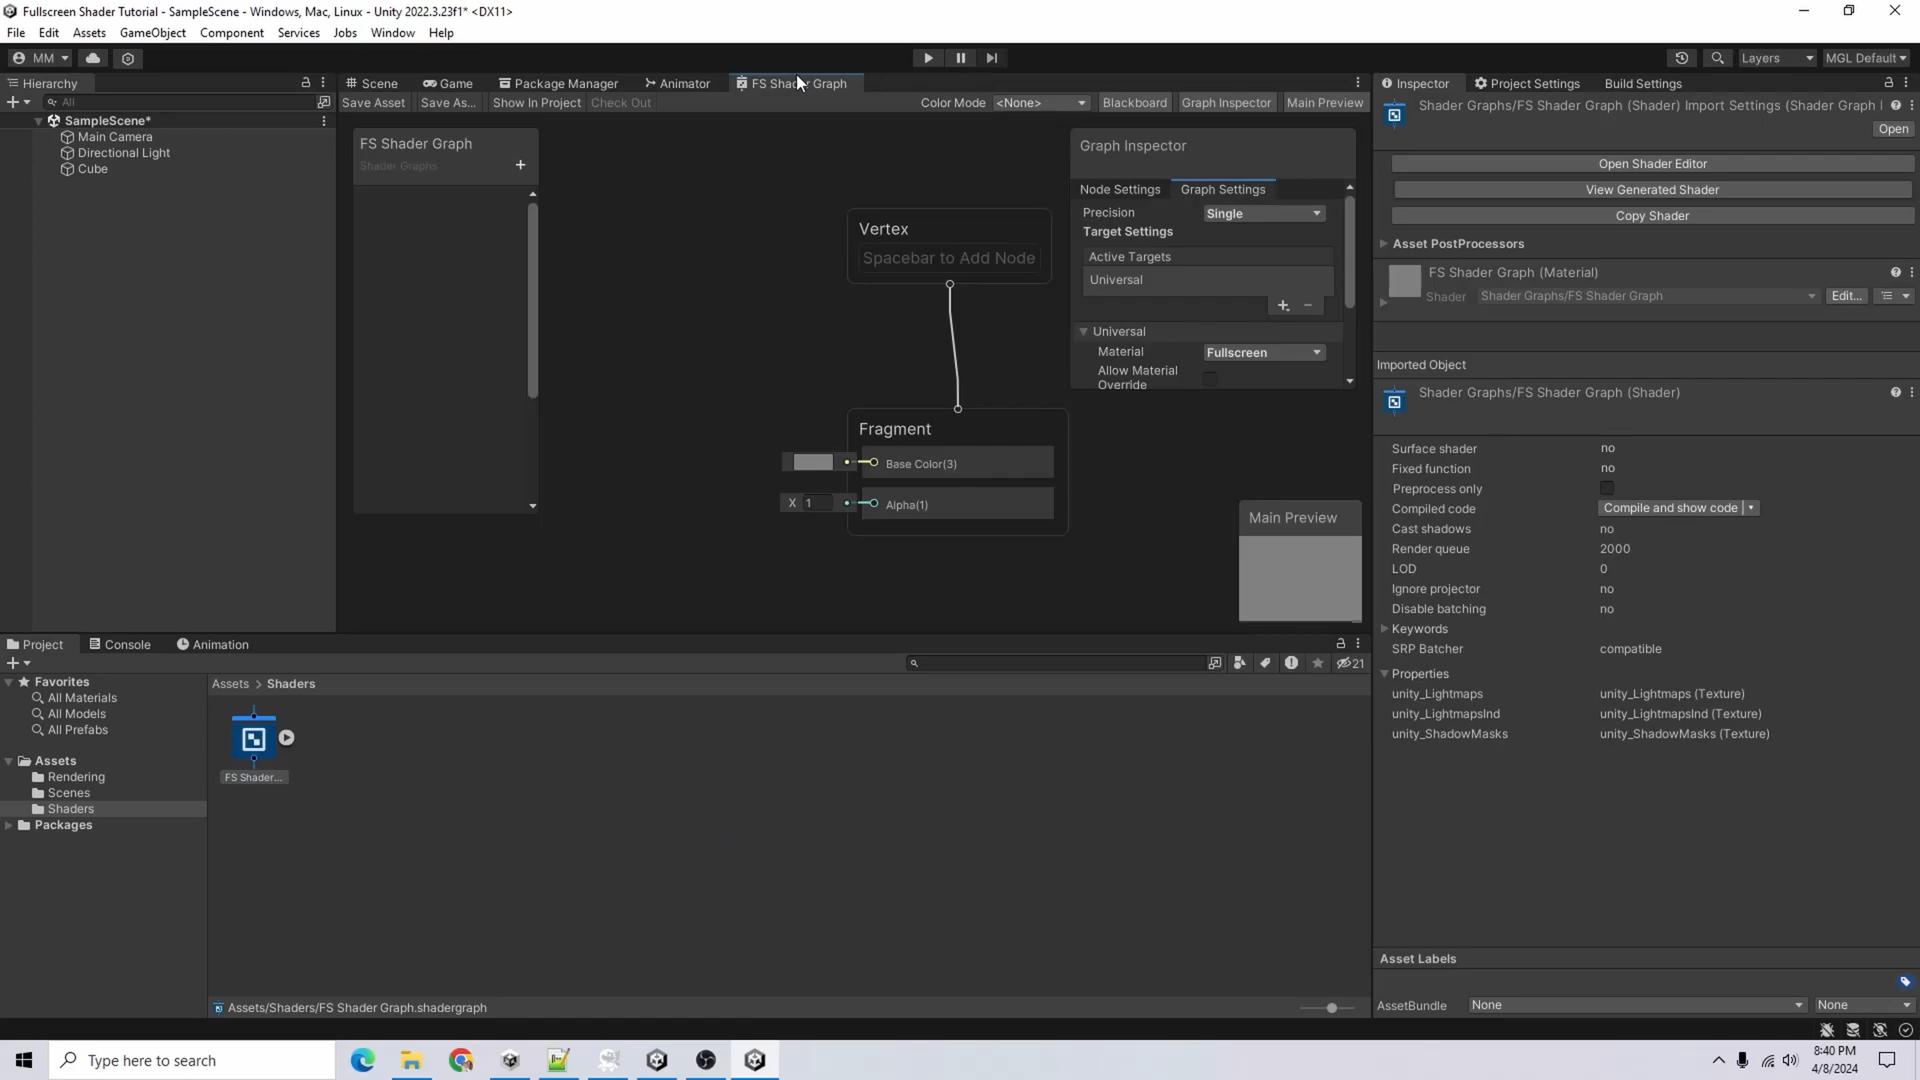 Fullscreen Shader Tutorial - SampleScene - Windows, Mac, Linux - Unity 2022.3.23f1* <DX11>
File Edit Assets GameObject Component Services Jobs Window Help
MM Layers MGL Default
Hierarchy
All
SampleScene*
Main Camera
Directional Light
Cube
Scene Game Package Manager Animator FS Shader Graph
Save Asset Save As... Show In Project Check Out Color Mode <None> Blackboard Graph Inspector Main Preview
FS Shader Graph
Shader Graphs
Vertex
Spacebar to Add Node
Fragment
Base Color(3)
X 1 Alpha(1)
Graph Inspector
Node Settings Graph Settings
Precision Single
Target Settings
Active Targets
Universal
Universal
Material Fullscreen
Allow Material
Override
Main Preview
Inspector Project Settings Build Settings
Shader Graphs/FS Shader Graph (Shader) Import Settings (Shader Graph I
Open
Open Shader Editor
View Generated Shader
Copy Shader
Asset PostProcessors
FS Shader Graph (Material)
Shader Shader Graphs/FS Shader Graph Edit...
Imported Object
Shader Graphs/FS Shader Graph (Shader)
Surface shader no
Fixed function no
Preprocess only
Compiled code Compile and show code
Cast shadows no
Render queue 2000
LOD 0
Ignore projector no
Disable batching no
Keywords
SRP Batcher compatible
Properties
unity_Lightmaps unity_Lightmaps (Texture)
unity_LightmapsInd unity_LightmapsInd (Texture)
unity_ShadowMasks unity_ShadowMasks (Texture)
Asset Labels
AssetBundle None None
Project Console Animation
21
Favorites
All Materials
All Models
All Prefabs
Assets
Rendering
Scenes
Shaders
Packages
Assets > Shaders
FS Shader...
Assets/Shaders/FS Shader Graph.shadergraph
Type here to search
8:40 PM
4/8/2024